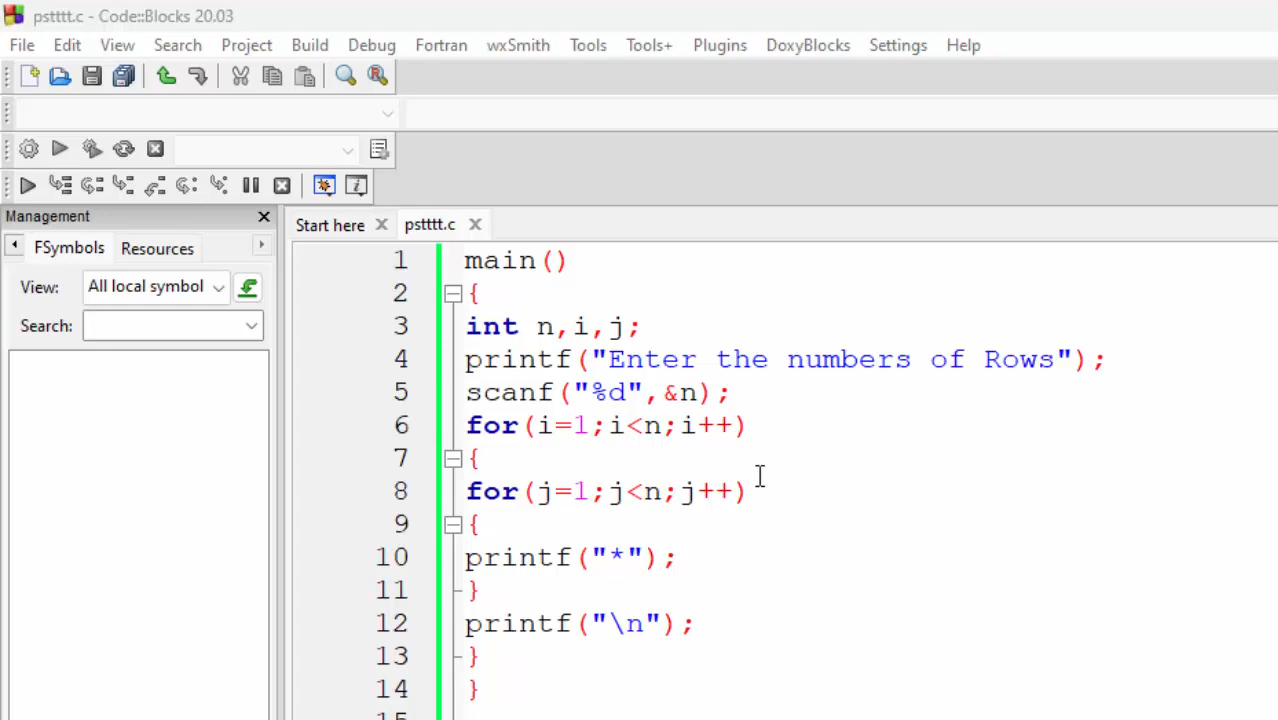 pstttt.c - Code::Blocks 20.03
File Edit View Search Project Build Debug Fortran wxSmith Tools Tools+ Plugins DoxyBlocks Settings Help
Management
Start here pstttt.c
FSymbols Resources
View: All local symbol
Search:
1 main()
2 {
3 int n,i,j;
4 printf("Enter the numbers of Rows");
5 scanf("%d",&n);
6 for(i=1;i<n;i++)
7 {
8 for(j=1;j<n;j++)
9 {
10 printf("*");
11 }
12 printf("\n");
13 }
14 }
15